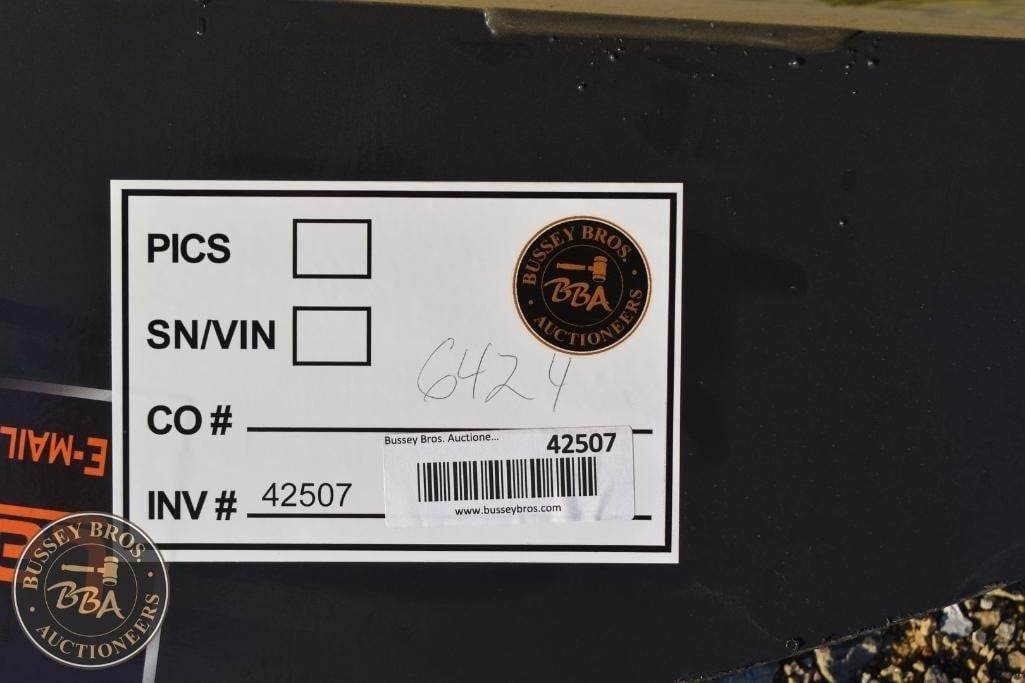 PICS
BUSSEY BROS.
BBA
AUCTIONEERS
SN/VIN
6424
CO #
Bussey Bros. Auctione...
42507
INV # 42507
www.busseybros.com
E-MAIL
BUSSEY BROS.
BBA
AUCTIONEERS